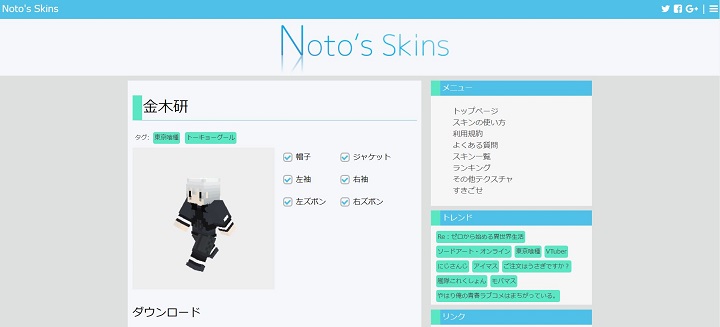 Noto's Skins
Noto's Skins
金木研
タグ: 東京喰種 トーキョーグール
帽子 ジャケット
左袖 右袖
左ズボン 右ズボン
ダウンロード
メニュー
トップページ
スキンの使い方
利用規約
よくある質問
スキン一覧
ランキング
その他テクスチャ
すきごせ
トレンド
Re：ゼロから始める異世界生活
ソードアート・オンライン 東京喰種 VTuber
にじさんじ アイマス ご注文はうさぎですか？
艦隊これくしょん モバマス
やはり俺の青春ラブコメはまちがっている。
リンク